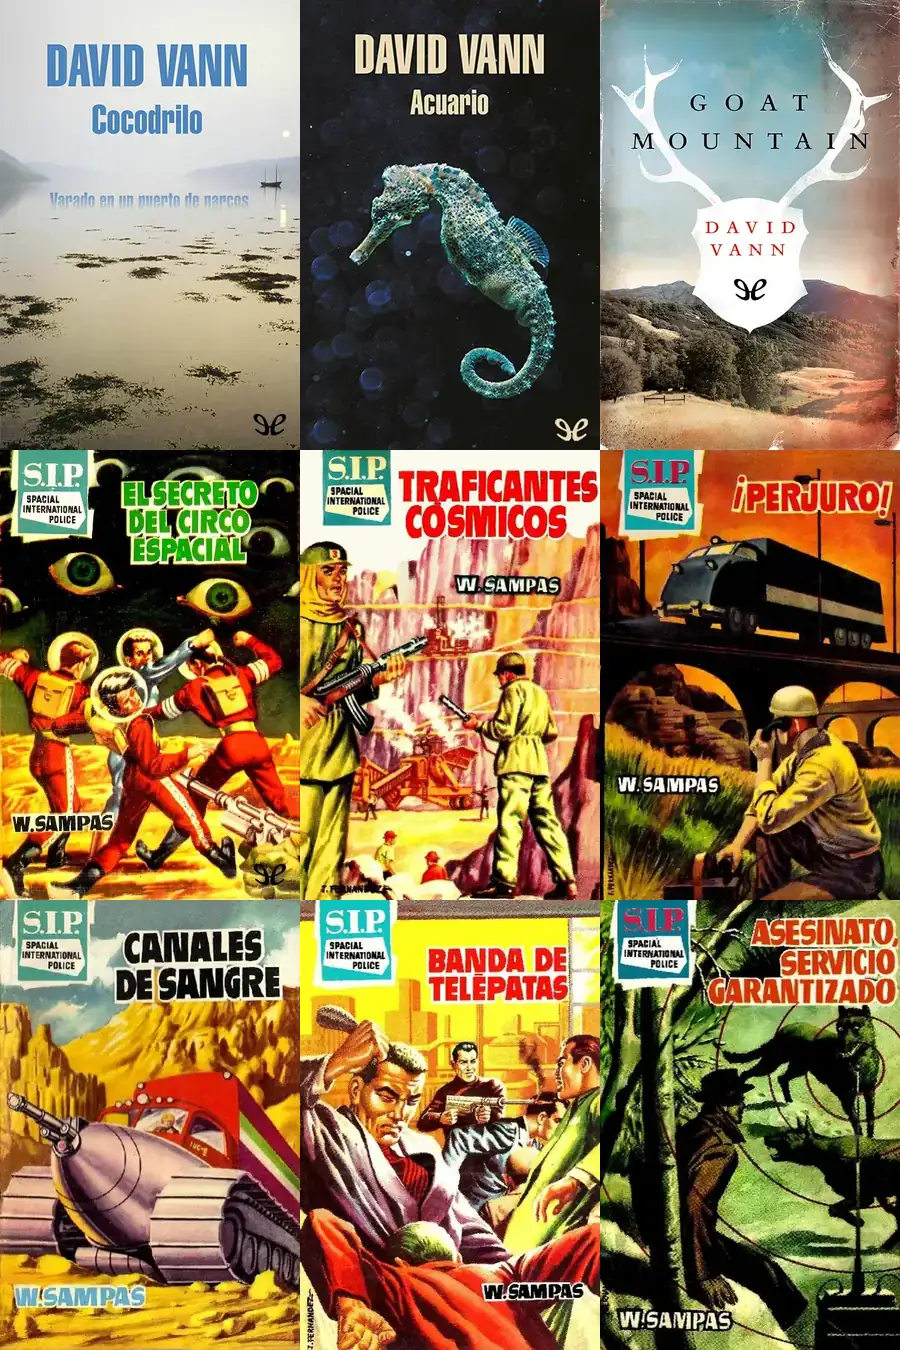 DAVID VANN
Cocodrilo
Varado en un puerto de narcos
DAVID VANN
Acuario
GOAT
MOUNTAIN
DAVID
VANN
S.I.P.
SPACIAL
INTERNATIONAL
POLICE
EL SECRETO
DEL CIRCO
ESPACIAL
W. SAMPAS
S.I.P.
SPACIAL
INTERNATIONAL
POLICE
TRAFICANTES
CÓSMICOS
W. SAMPAS
3
J. FERNANDEZ
S.I.P.
SPACIAL
INTERNATIONAL
POLICE
¡PERJURO!
W. SAMPAS
S.I.P.
SPACIAL
INTERNATIONAL
POLICE
CANALES
DE SANGRE
W. SAMPAS
S.I.P.
SPACIAL
INTERNATIONAL
POLICE
BANDA DE
TELÉPATAS
W. SAMPAS
J. FERNANDEZ
S.I.P.
SPACIAL
INTERNATIONAL
POLICE
ASESINATO,
SERVICIO
GARANTIZADO
W. SAMPAS